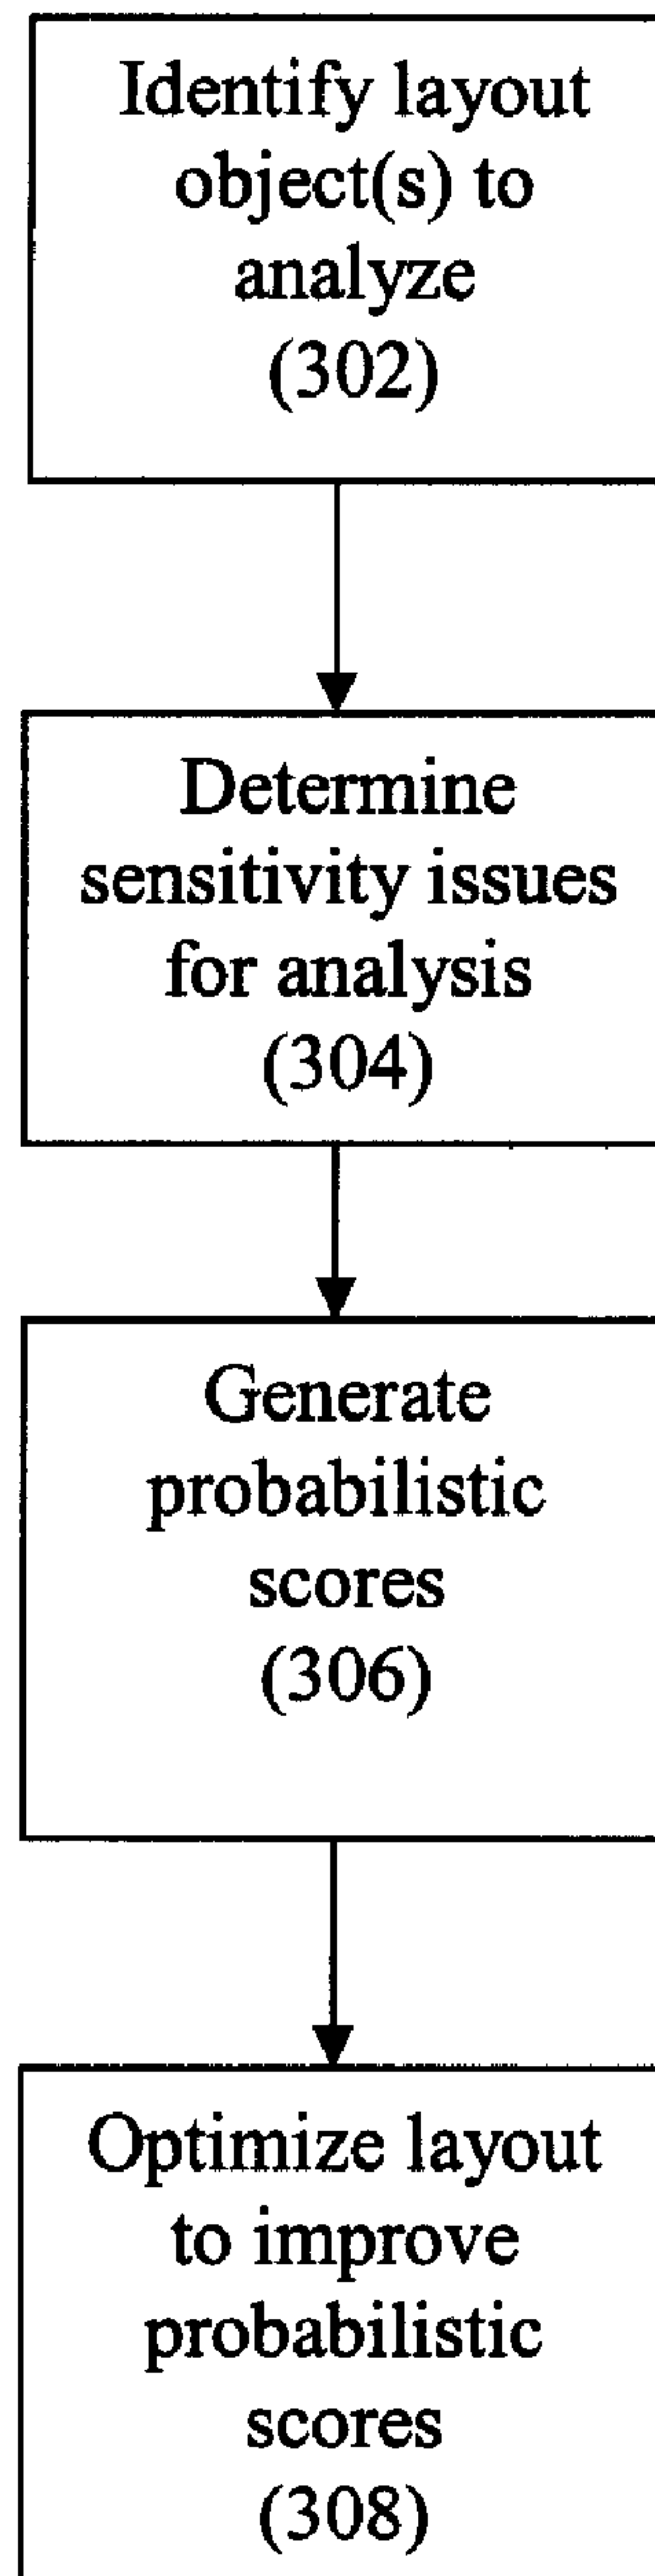 Identify layout
object(s) to
analyze
(302)
Determine
sensitivity issues
for analysis
(304)
Generate
probabilistic
scores
(306)
Optimize layout
to improve
probabilistic
scores
(308)